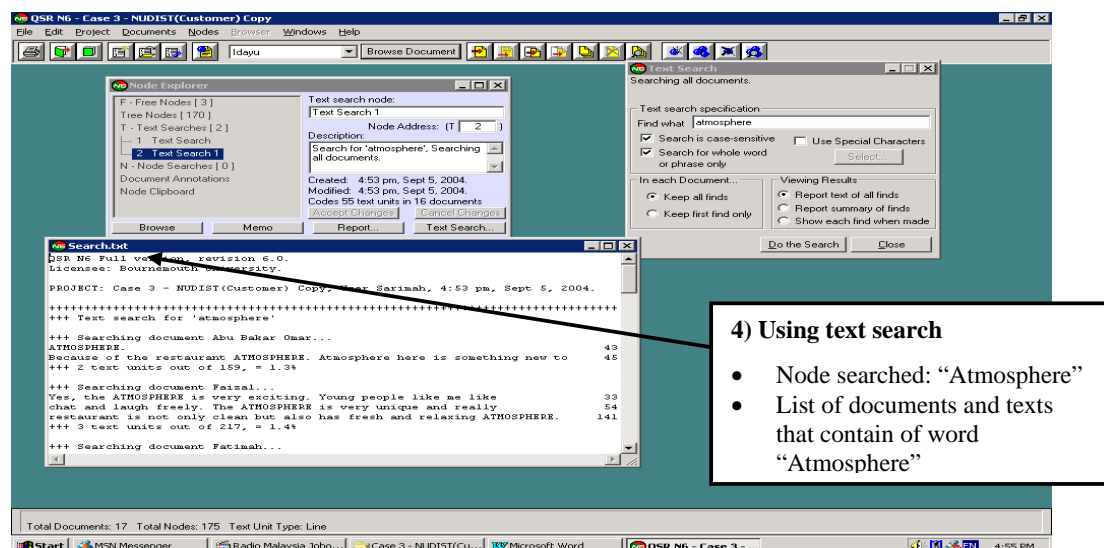 QSR N6 - Case 3 - NUDIST(Customer) Copy
File Edit Project Documents Nodes Browser Windows Help
Idayu Browse Document
Node Explorer
F - Free Nodes [ 3 ]
Tree Nodes [ 170 ]
T - Text Searches [ 2 ]
1 Text Search
2 Text Search 1
N - Node Searches [ 0 ]
Document Annotations
Node Clipboard
Text search node:
Text Search 1
Node Address: (T 2 )
Description:
Search for 'atmosphere', Searching
all documents.
Created: 4:53 pm, Sept 5, 2004.
Modified: 4:53 pm, Sept 5, 2004.
Codes 55 text units in 16 documents
Accept Changes Cancel Changes
Browse Memo Report... Text Search...
Text Search
Searching all documents.
Text search specification
Find what atmosphere
Search is case-sensitive Use Special Characters
Search for whole word
or phrase only
Select...
In each Document...
Keep all finds
Keep first find only
Viewing Results
Report text of all finds
Report summary of finds
Show each find when made
Do the Search Close
Search.txt
QSR N6 Full version, revision 6.0.
Licensee: Bournemouth University.
PROJECT: Case 3 - NUDIST(Customer) Copy, User Sarimah, 4:53 pm, Sept 5, 2004.
+++ Text search for 'atmosphere'
+++ Searching document Abu Bakar Omar...
ATMOSPHERE. 43
Because of the restaurant ATMOSPHERE. Atmosphere here is something new to 45
+++ 2 text units out of 159, = 1.3%
+++ Searching document Faizal...
Yes, the ATMOSPHERE is very exciting. Young people like me like 33
chat and laugh freely. The ATMOSPHERE is very unique and really 54
restaurant is not only clean but also has fresh and relaxing ATMOSPHERE. 141
+++ 3 text units out of 217, = 1.4%
+++ Searching document Fatimah...
4) Using text search
• Node searched: “Atmosphere”
• List of documents and texts
that contain of word
“Atmosphere”
Total Documents: 17 Total Nodes: 175 Text Unit Type: Line
Start MSN Messenger Radio Malaysia Joho... Case 3 - NUDIST(Cu... Microsoft Word QSR N6 - Case 3 - EN 4:55 PM